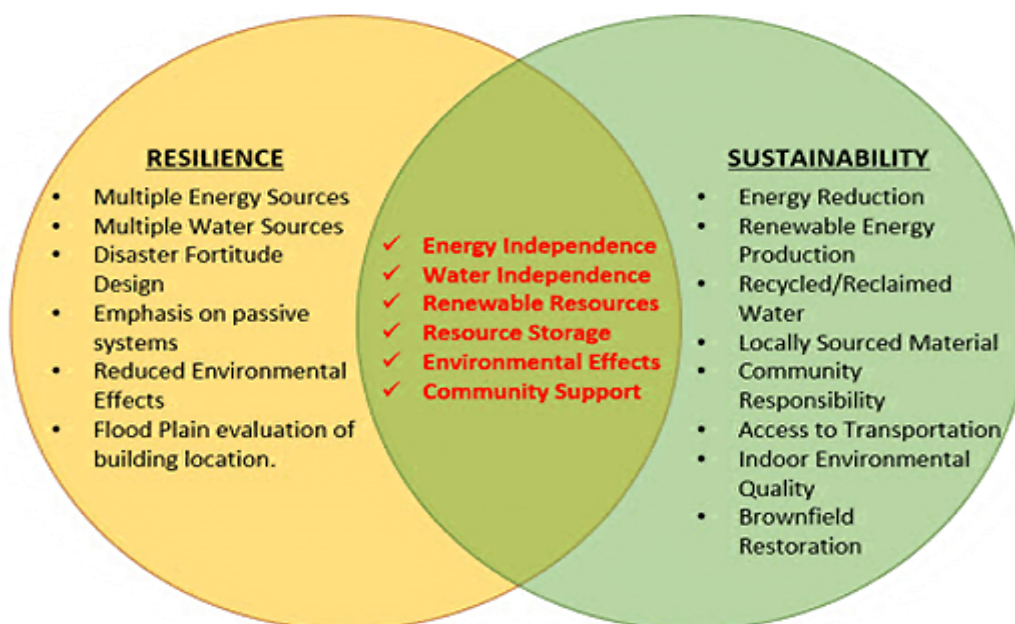 RESILIENCE
• Multiple Energy Sources
• Multiple Water Sources
• Disaster Fortitude
Design
• Emphasis on passive
systems
• Reduced Environmental
Effects
• Flood Plain evaluation of
building location.
✓ Energy Independence
✓ Water Independence
✓ Renewable Resources
✓ Resource Storage
✓ Environmental Effects
✓ Community Support
SUSTAINABILITY
• Energy Reduction
• Renewable Energy
Production
• Recycled/Reclaimed
Water
• Locally Sourced Material
• Community
Responsibility
• Access to Transportation
• Indoor Environmental
Quality
• Brownfield
Restoration